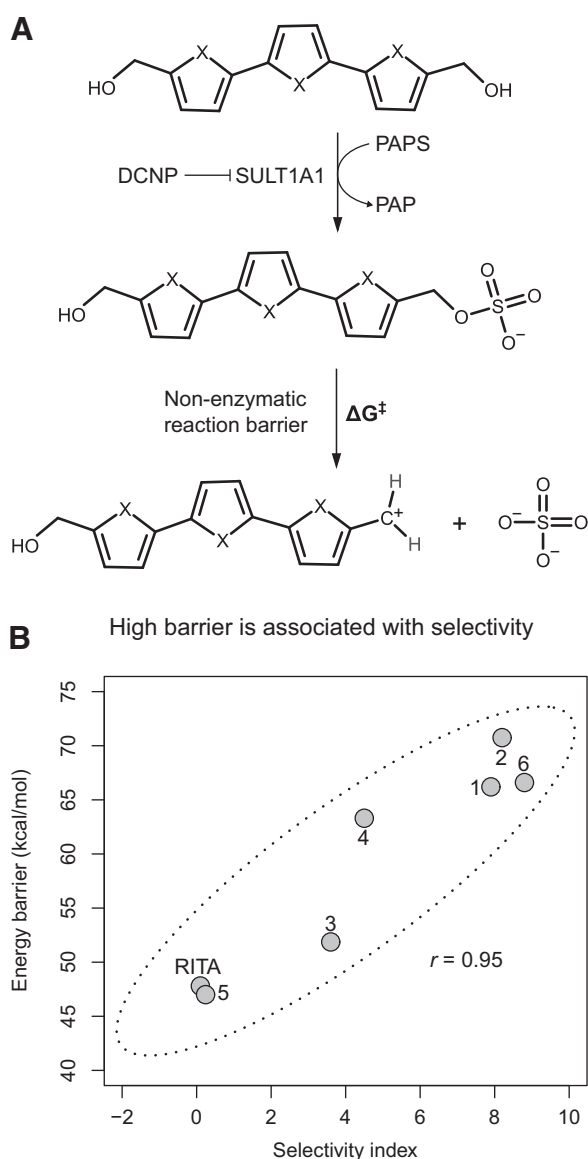 A
X X X
HO OH
DCNP SULT1A1 PAPS
PAP
X X X
HO O S O O O−
Non-enzymatic
reaction barrier ΔG‡
X X X
HO C+ H H
+ O− S O O O−
High barrier is associated with selectivity
B
Energy barrier (kcal/mol)
75
70
65
60
55
50
45
40
2
6
1
4
3
RITA
5
r = 0.95
−2 0 2 4 6 8 10
Selectivity index